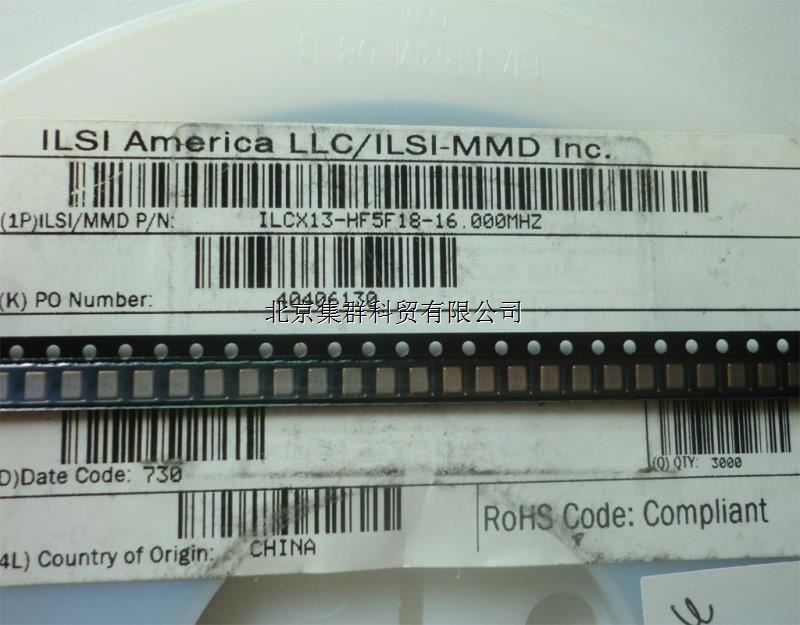 ILSI America LLC/ILSI-MMD Inc.
(1P)ILSI/MMD P/N: ILCX13-HF5F18-16.000MHZ
(K) PO Number: 40406130
北京集群科贸有限公司
D)Date Code: 730
(Q) QTY: 3000
4L) Country of Origin: CHINA
RoHS Code: Compliant